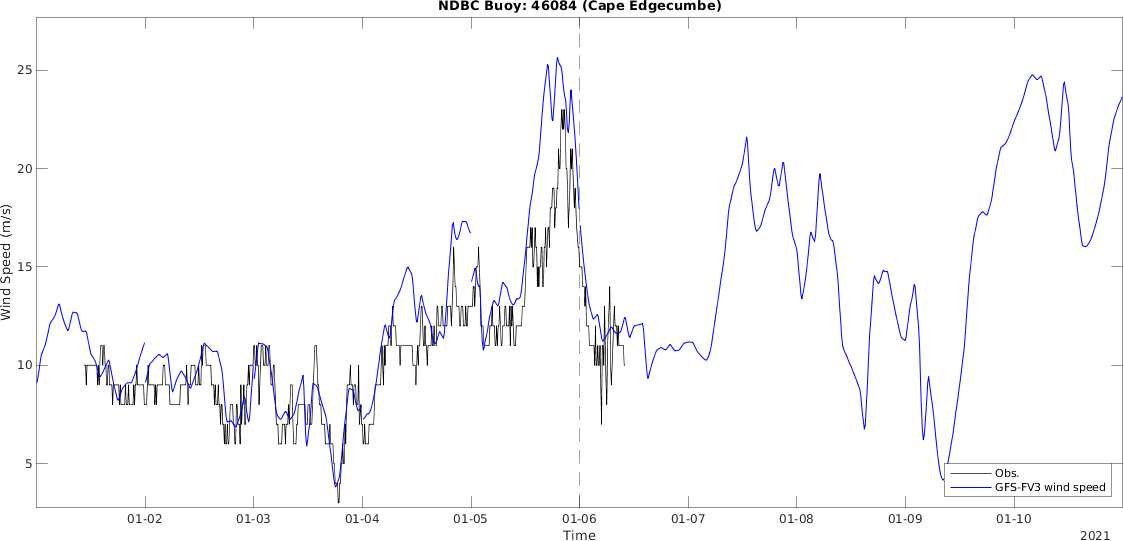 NDBC Buoy: 46084 (Cape Edgecumbe)
Wind Speed (m/s)
25
20
15
10
5
Obs.
GFS-FV3 wind speed
01-02 01-03 01-04 01-05 01-06 01-07 01-08 01-09 01-10
Time
2021